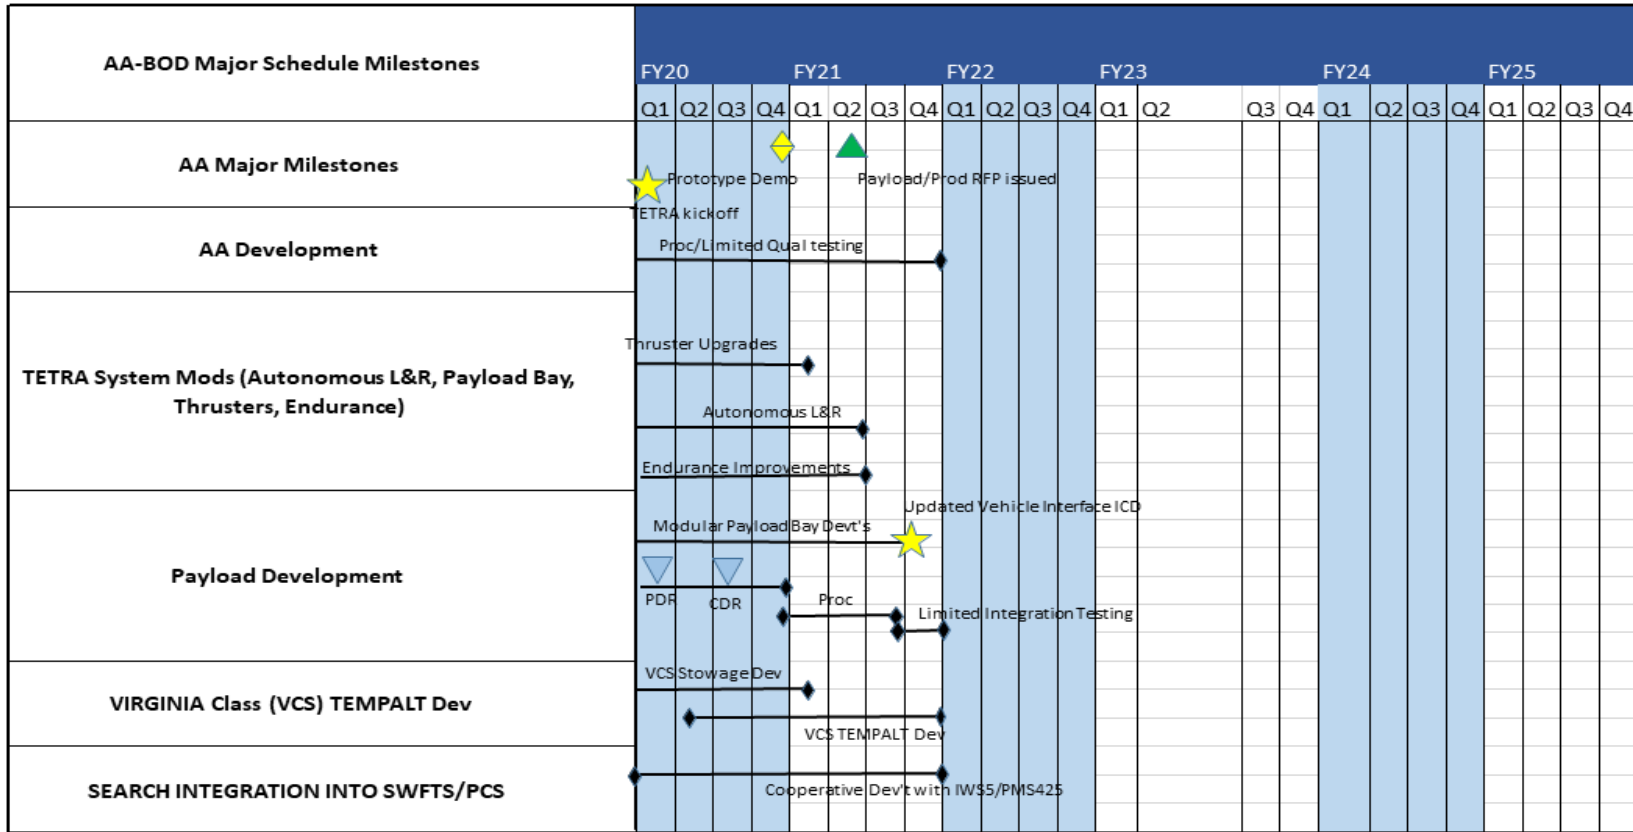 AA-BOD Major Schedule Milestones
FY20 FY21 FY22 FY23 FY24 FY25
Q1 Q2 Q3 Q4 Q1 Q2 Q3 Q4 Q1 Q2 Q3 Q4 Q1 Q2 Q3 Q4 Q1 Q2 Q3 Q4 Q1 Q2 Q3 Q4
AA Major Milestones
Prototype Demo
Payload/Prod RFP issued
TETRA kickoff
AA Development
Proc/Limited Qual testing
TETRA System Mods (Autonomous L&R, Payload Bay,
Thrusters, Endurance)
Thruster Upgrades
Autonomous L&R
Endurance Improvements
Payload Development
Updated Vehicle Interface ICD
Modular Payload Bay Devt's
PDR
CDR
Proc
Limited Integration Testing
VIRGINIA Class (VCS) TEMPALT Dev
VCS Stowage Dev
VCS TEMPALT Dev
SEARCH INTEGRATION INTO SWFTS/PCS
Cooperative Dev't with IWS5/PMS425